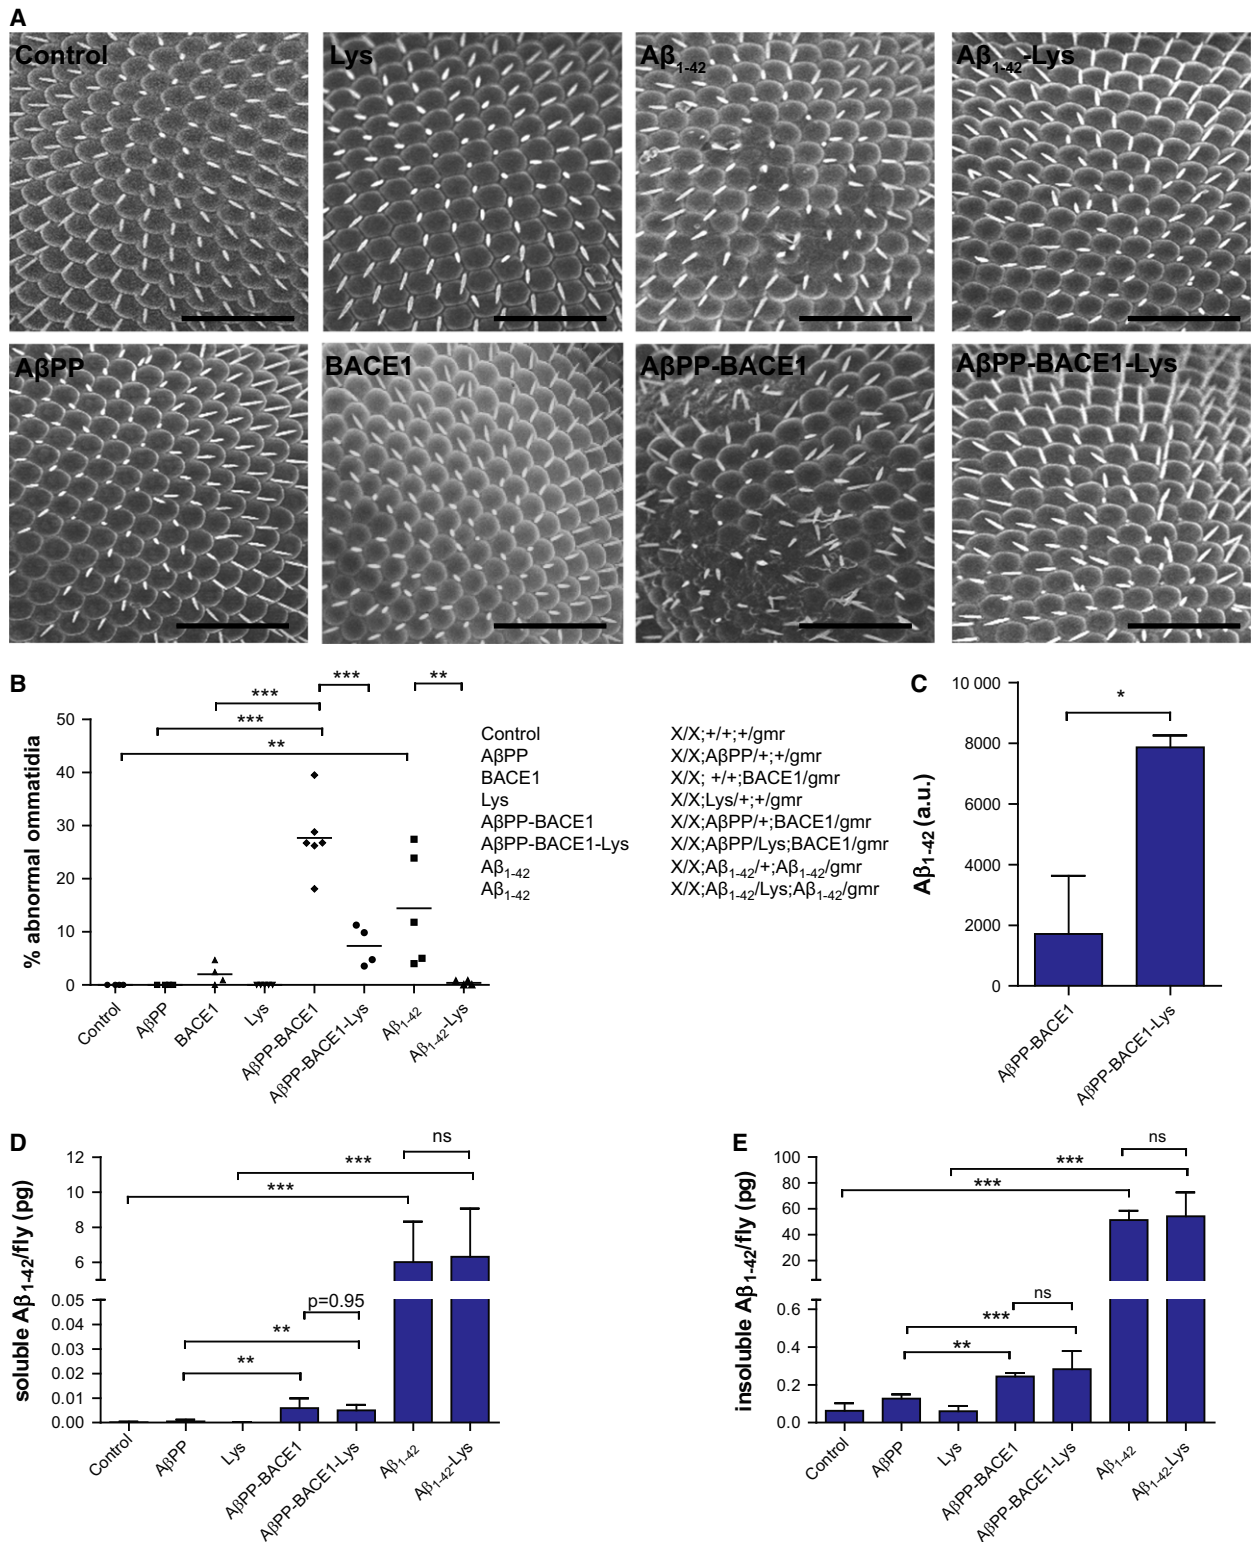 A
Control
Lys
Aβ1-42
Aβ1-42-Lys
AβPP
BACE1
AβPP-BACE1
AβPP-BACE1-Lys
B
***
**
***
***
**
% abnormal ommatidia
50
40
30
20
10
0
Control
AβPP
BACE1
Lys
AβPP-BACE1
AβPP-BACE1-Lys
Aβ1-42
Aβ1-42-Lys
Control X/X;+/+;+/gmr
AβPP X/X;AβPP/+;+/gmr
BACE1 X/X; +/+;BACE1/gmr
Lys X/X;Lys/+;+/gmr
AβPP-BACE1 X/X;AβPP/+;BACE1/gmr
AβPP-BACE1-Lys X/X;AβPP/Lys;BACE1/gmr
Aβ1-42 X/X;Aβ1-42/+;Aβ1-42/gmr
Aβ1-42 X/X;Aβ1-42/Lys;Aβ1-42/gmr
C
Aβ1-42 (a.u.)
10 000
8000
6000
4000
2000
0
*
AβPP-BACE1
AβPP-BACE1-Lys
D
soluble Aβ1-42/fly (pg)
12
10
8
6
0.05
0.04
0.03
0.02
0.01
0.00
ns
***
***
p=0.95
**
**
Control
AβPP
Lys
AβPP-BACE1
AβPP-BACE1-Lys
Aβ1-42
Aβ1-42-Lys
E
insoluble Aβ1-42/fly (pg)
100
80
60
40
20
0.6
0.4
0.2
0.0
ns
***
***
ns
***
**
Control
AβPP
Lys
AβPP-BACE1
AβPP-BACE1-Lys
Aβ1-42
Aβ1-42-Lys